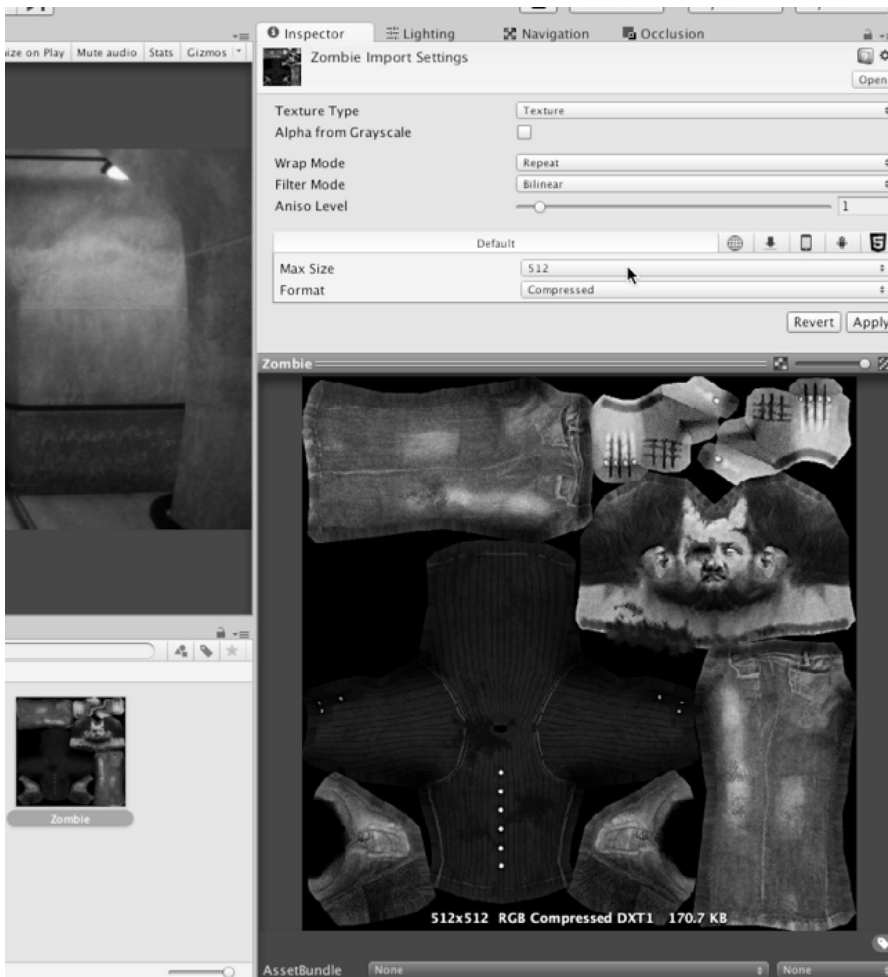 Inspector
Lighting
Navigation
Occlusion
ize on Play
Mute audio
Stats
Gizmos
Zombie Import Settings
Open
Texture Type
Texture
Alpha from Grayscale
Wrap Mode
Repeat
Filter Mode
Bilinear
Aniso Level
1
Default
Max Size
512
Format
Compressed
Revert
Apply
Zombie
512x512 RGB Compressed DXT1 170.7 KB
Zombie
AssetBundle
None
None